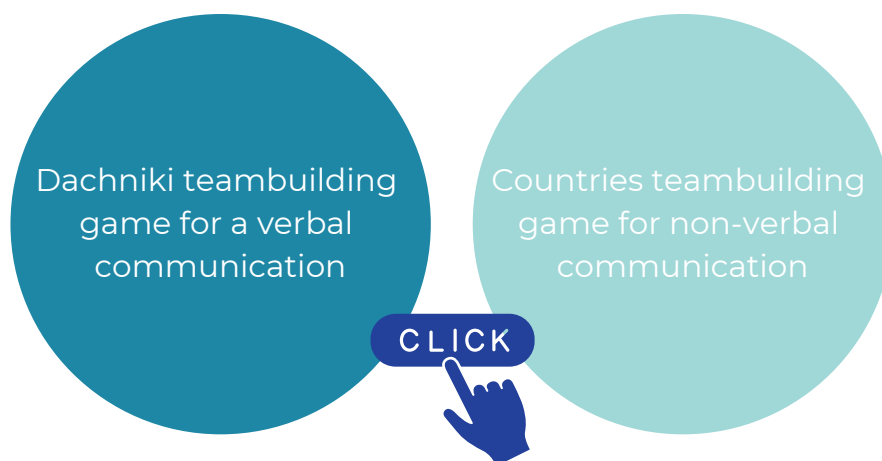 Dachniki teambuilding
game for a verbal
communication
Countries teambuilding
game for non-verbal
communication
CLICK